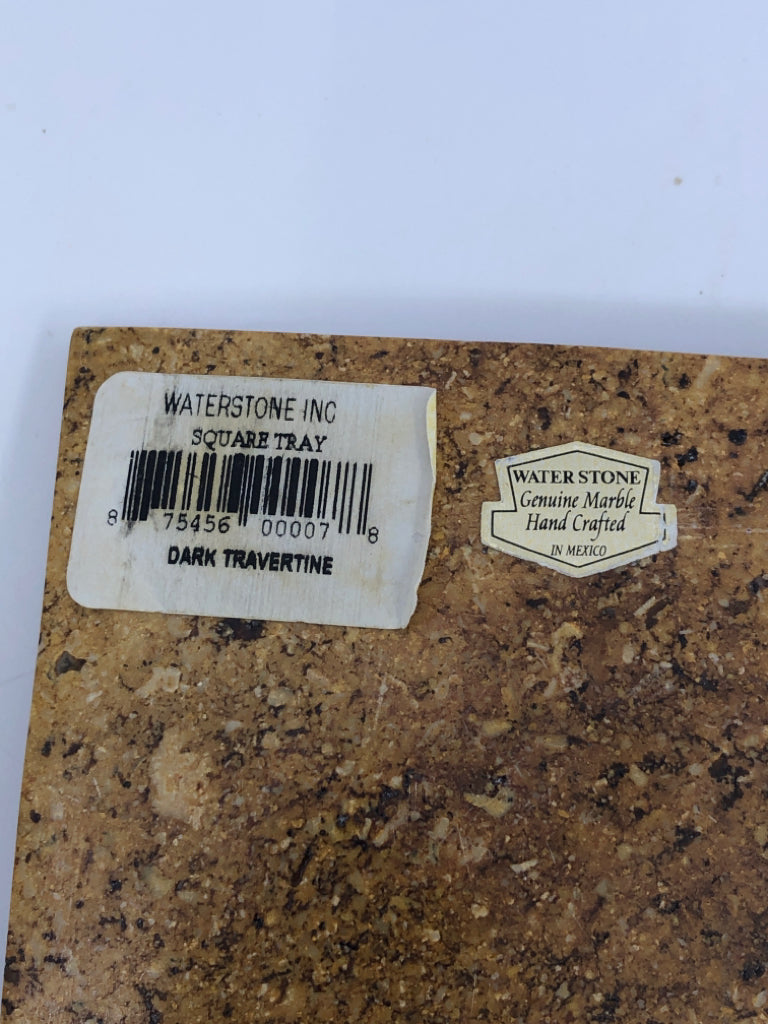 WATERSTONE INC
SQUARE TRAY
8 75456 00007 8
DARK TRAVERTINE
WATER STONE
Genuine Marble
Hand Crafted
IN MEXICO